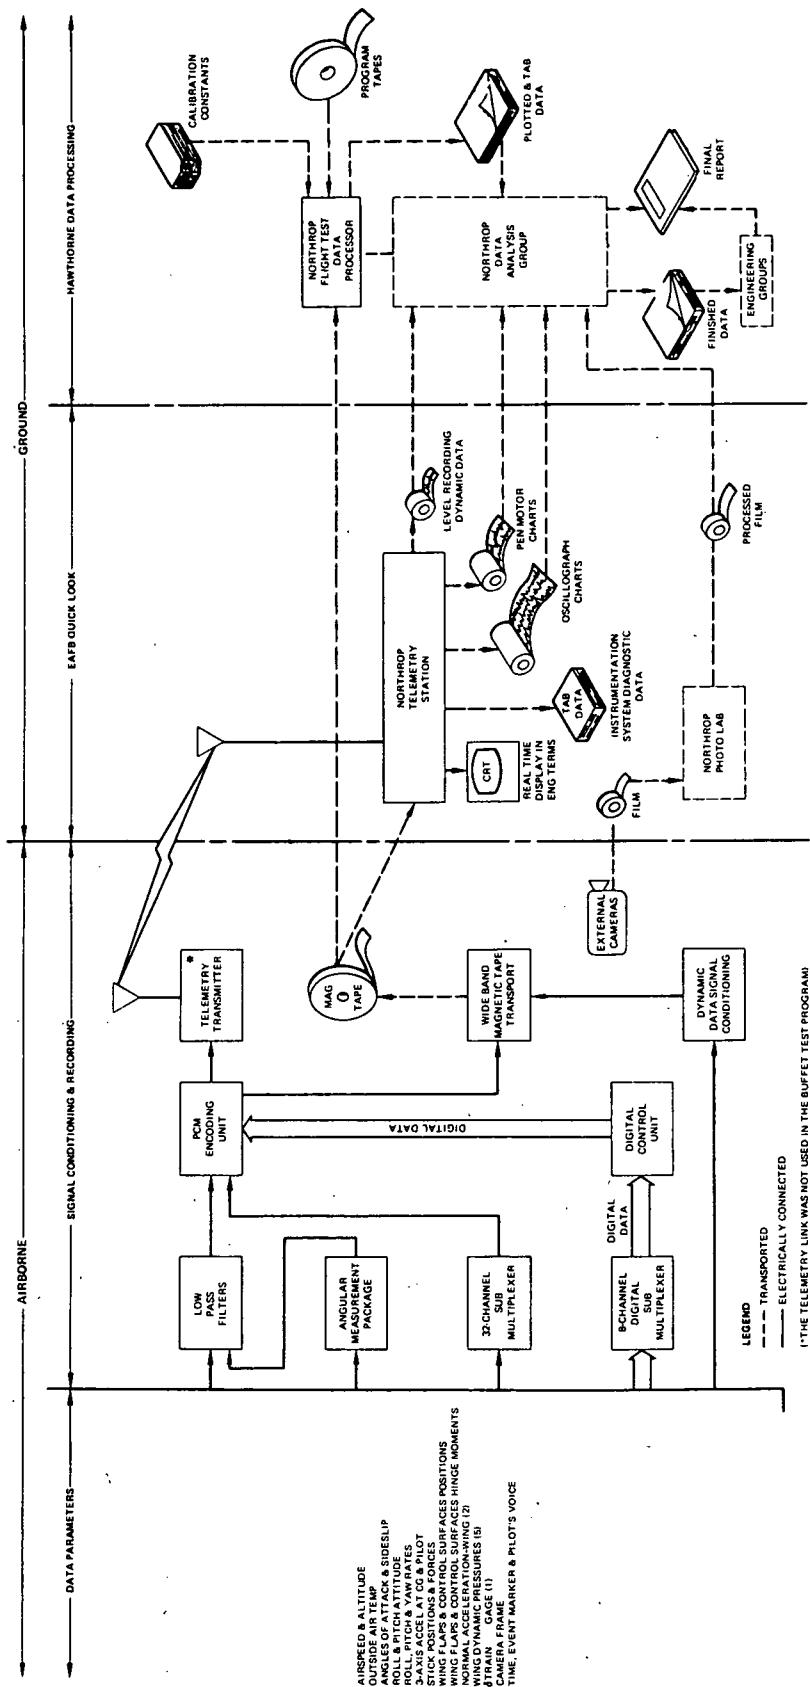 AIRBORNE
GROUND
DATA PARAMETERS
SIGNAL CONDITIONING & RECORDING
EAFB QUICK LOOK
HAWTHORNE DATA PROCESSING
AIRSPEED & ALTITUDE
OUTSIDE AIR TEMP
ANGLES OF ATTACK & SIDESLIP
ROLL & PITCH ATTITUDE
ROLL, PITCH & YAW RATES
3-AXIS ACCEL AT CG & PILOT
STICK POSITIONS & FORCES
WING FLAPS & CONTROL SURFACES POSITIONS
WING FLAPS & CONTROL SURFACES HINGE MOMENTS
NORMAL ACCELERATION-WING (2)
WING DYNAMIC PRESSURES (5)
STRAIN GAGE (1)
CAMERA FRAME
TIME, EVENT MARKER & PILOT'S VOICE
LOW
PASS
FILTERS
ANGULAR
MEASUREMENT
PACKAGE
32-CHANNEL
SUB
MULTIPLEXER
8-CHANNEL
DIGITAL
SUB
MULTIPLEXER
DIGITAL
DATA
PCM
ENCODING
UNIT
DIGITAL DATA
DIGITAL
CONTROL
UNIT
*
TELEMETRY
TRANSMITTER
MAG
TAPE
WIDE BAND
MAGNETIC TAPE
TRANSPORT
DYNAMIC
DATA SIGNAL
CONDITIONING
EXTERNAL
CAMERAS
FILM
NORTHROP
PHOTO LAB
PROCESSED
FILM
NORTHROP
TELEMETRY
STATION
CRT
REAL TIME
DISPLAY IN
ENG TERMS
TAB
DATA
INSTRUMENTATION
SYSTEM DIAGNOSTIC
DATA
OSCILLOGRAPH
CHARTS
PEN MOTOR
CHARTS
LEVEL RECORDING
DYNAMIC DATA
CALIBRATION
CONSTANTS
PROGRAM
TAPES
NORTHROP
FLIGHT TEST
DATA
PROCESSOR
PLOTTED & TAB
DATA
NORTHROP
DATA
ANALYSIS
GROUP
FINISHED
DATA
ENGINEERING
GROUPS
FINAL
REPORT
LEGEND
TRANSPORTED
ELECTRICALLY CONNECTED
(*THE TELEMETRY LINK WAS NOT USED IN THE BUFFET TEST PROGRAM)